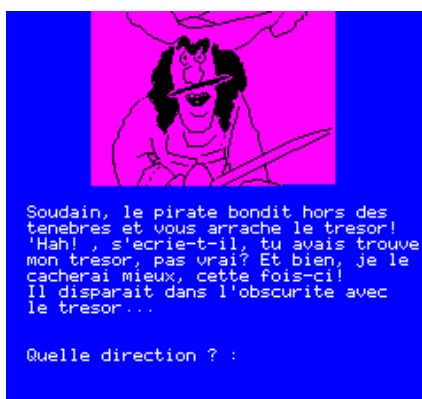 Soudain, le pirate bondit hors des
tenebres et vous arrache le tresor!
'Hah! , s'ecrie-t-il, tu avais trouve
mon tresor, pas vrai? Et bien, je le
cacherai mieux, cette fois-ci!
Il disparait dans l'obscurite avec
le tresor...
Quelle direction ? :